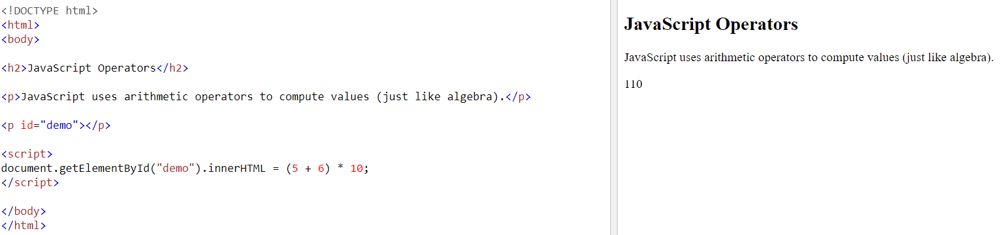 <!DOCTYPE html>
<html>
<body>
<h2>JavaScript Operators</h2>
<p>JavaScript uses arithmetic operators to compute values (just like algebra).</p>
<p id="demo"></p>
<script>
document.getElementById("demo").innerHTML = (5 + 6) * 10;
</script>
</body>
</html>
JavaScript Operators
JavaScript uses arithmetic operators to compute values (just like algebra).
110